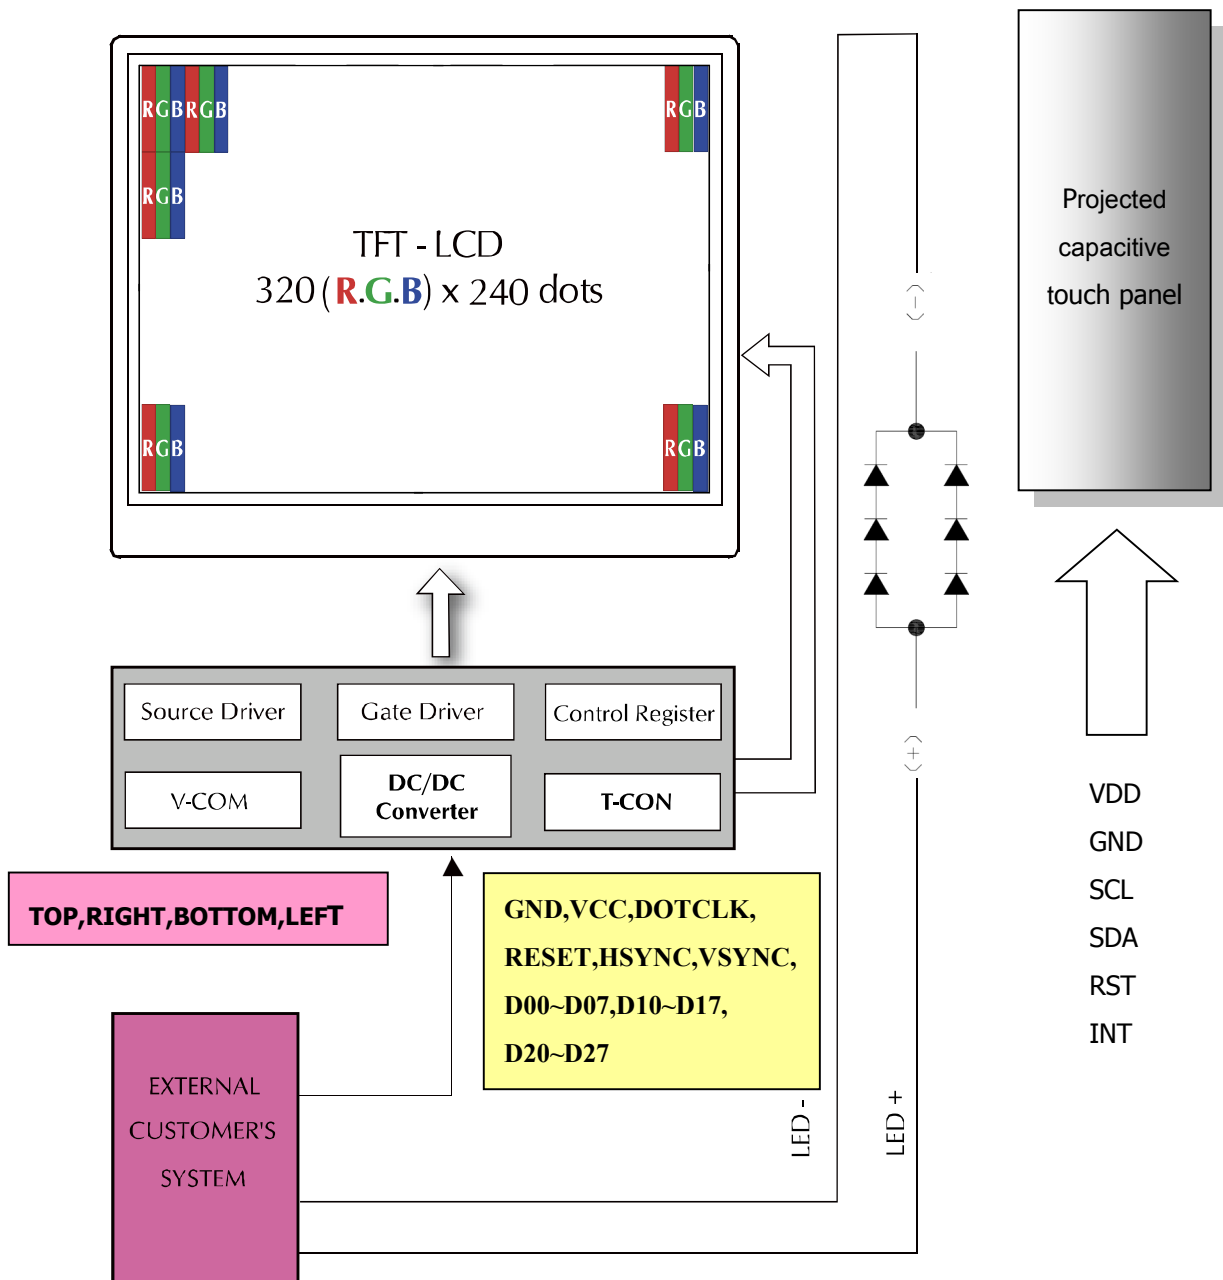 RGBRGB
RGB
RGB
TFT - LCD
320 (R.G.B) x 240 dots
RGB
RGB
Projected
capacitive
touch panel
(-)
(+)
Source Driver
Gate Driver
Control Register
V-COM
DC/DC
Converter
T-CON
TOP,RIGHT,BOTTOM,LEFT
GND,VCC,DOTCLK,
RESET,HSYNC,VSYNC,
D00~D07,D10~D17,
D20~D27
VDD
GND
SCL
SDA
RST
INT
EXTERNAL
CUSTOMER'S
SYSTEM
LED -
LED +